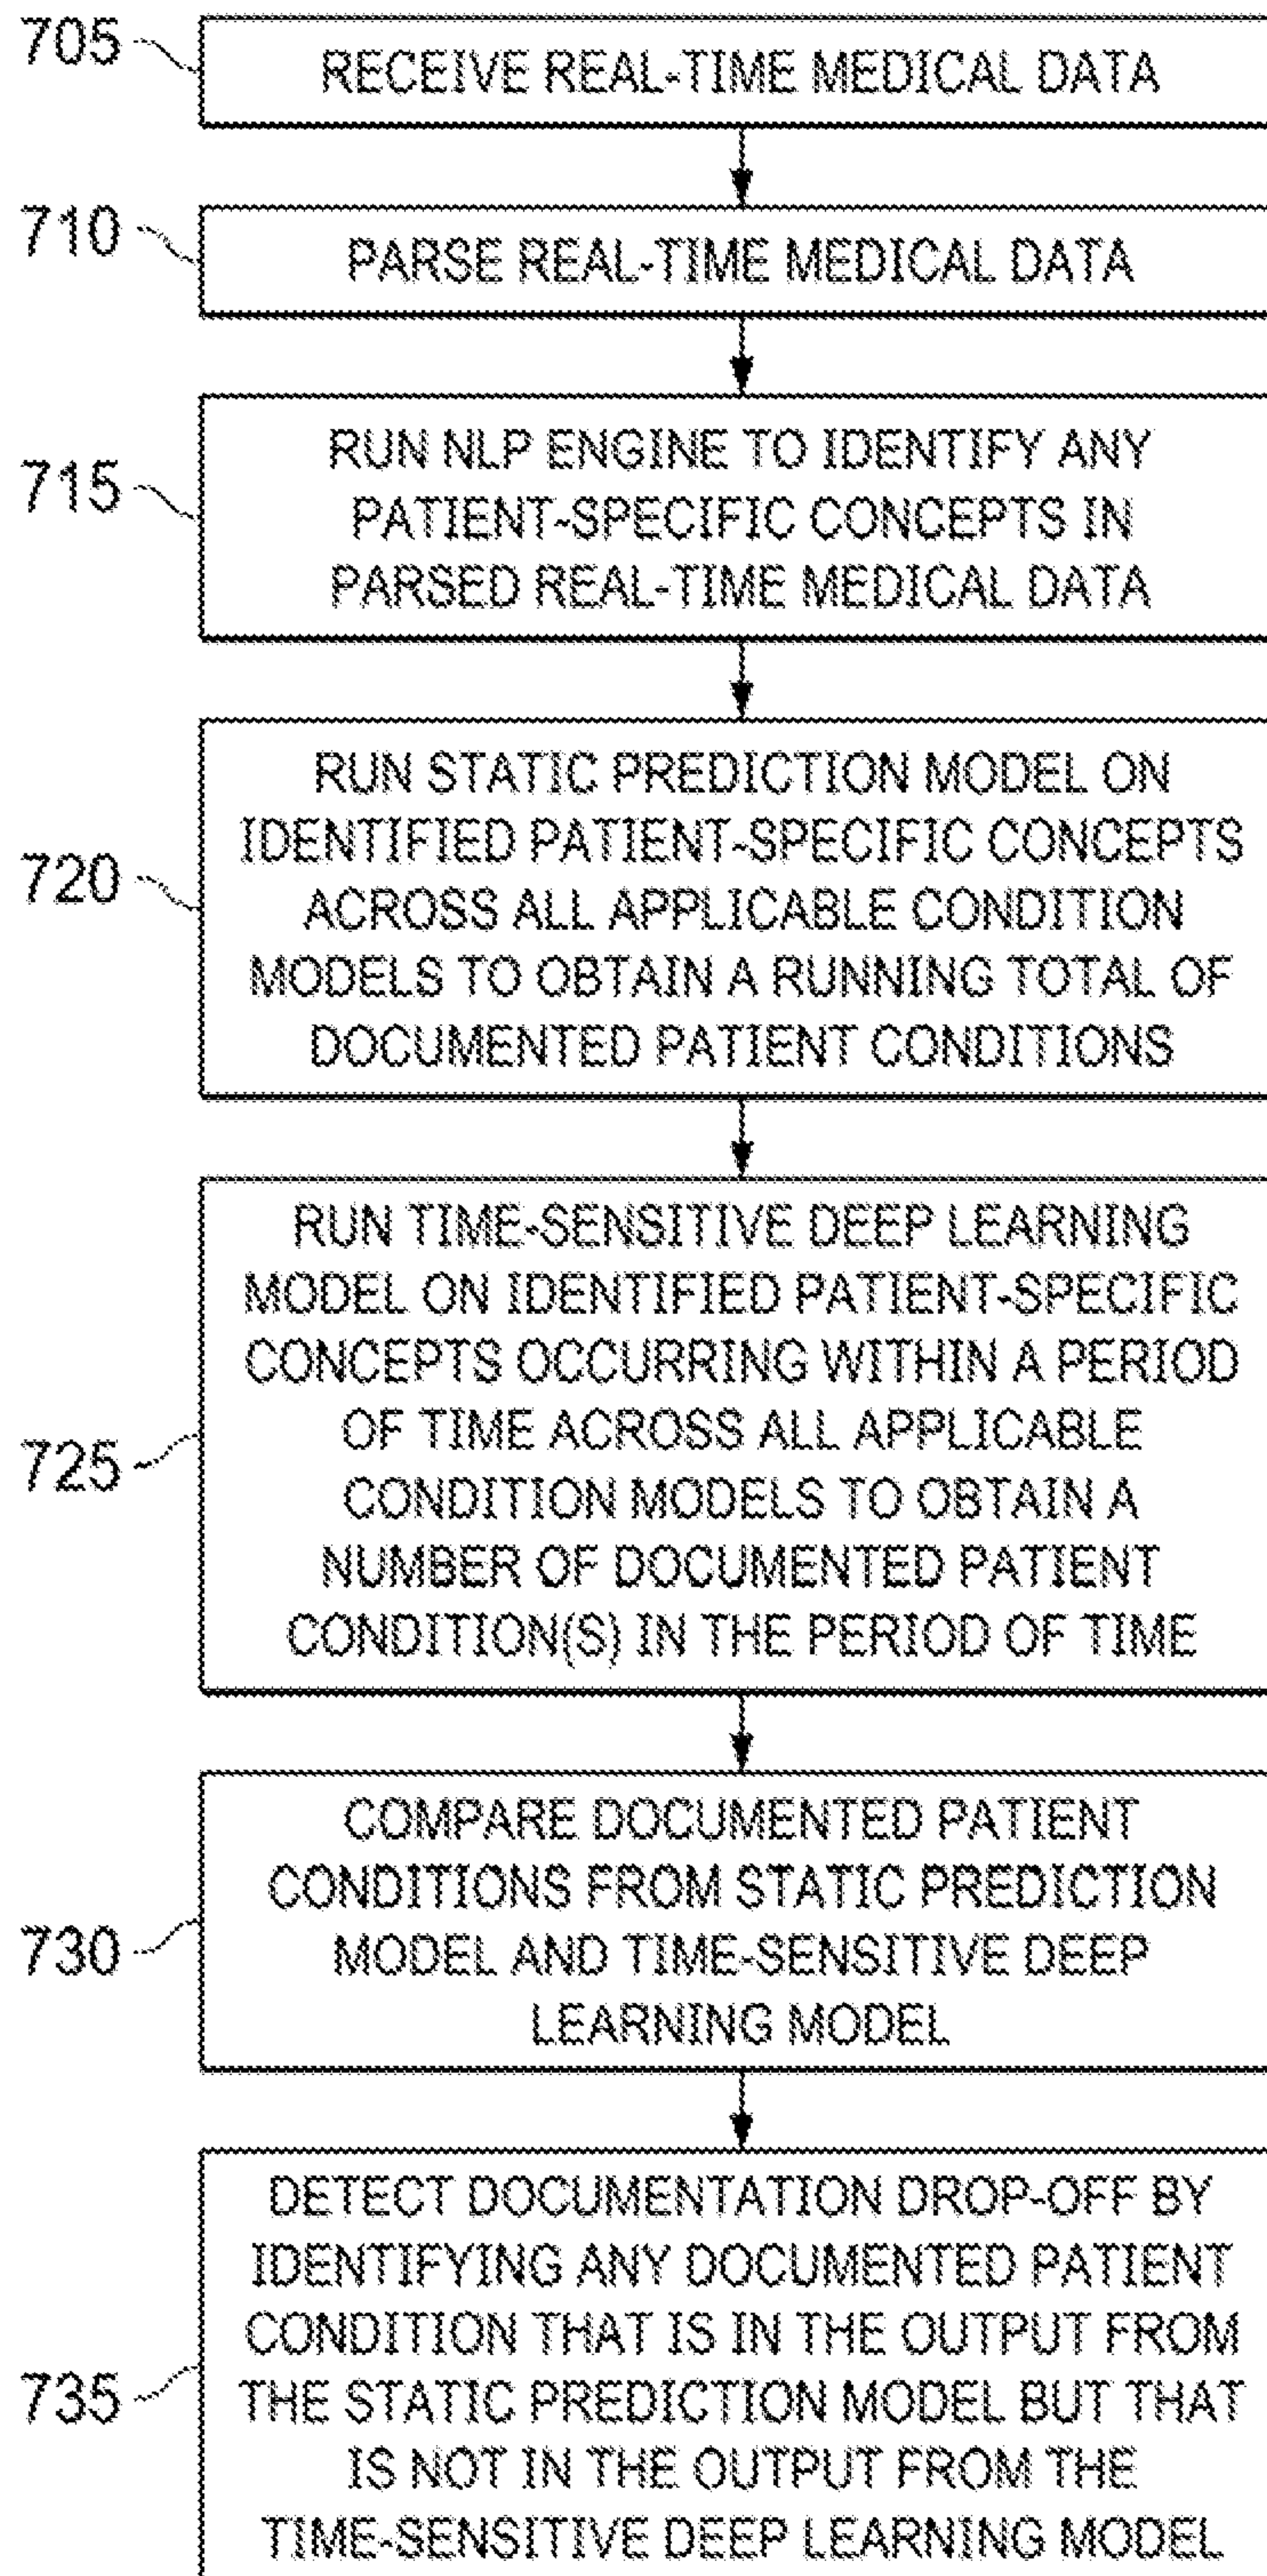 705
RECEIVE REAL-TIME MEDICAL DATA
710
PARSE REAL-TIME MEDICAL DATA
715
RUN NLP ENGINE TO IDENTIFY ANY
PATIENT-SPECIFIC CONCEPTS IN
PARSED REAL-TIME MEDICAL DATA
720
RUN STATIC PREDICTION MODEL ON
IDENTIFIED PATIENT-SPECIFIC CONCEPTS
ACROSS ALL APPLICABLE CONDITION
MODELS TO OBTAIN A RUNNING TOTAL OF
DOCUMENTED PATIENT CONDITIONS
725
RUN TIME-SENSITIVE DEEP LEARNING
MODEL ON IDENTIFIED PATIENT-SPECIFIC
CONCEPTS OCCURRING WITHIN A PERIOD
OF TIME ACROSS ALL APPLICABLE
CONDITION MODELS TO OBTAIN A
NUMBER OF DOCUMENTED PATIENT
CONDITION(S) IN THE PERIOD OF TIME
730
COMPARE DOCUMENTED PATIENT
CONDITIONS FROM STATIC PREDICTION
MODEL AND TIME-SENSITIVE DEEP
LEARNING MODEL
735
DETECT DOCUMENTATION DROP-OFF BY
IDENTIFYING ANY DOCUMENTED PATIENT
CONDITION THAT IS IN THE OUTPUT FROM
THE STATIC PREDICTION MODEL BUT THAT
IS NOT IN THE OUTPUT FROM THE
TIME-SENSITIVE DEEP LEARNING MODEL